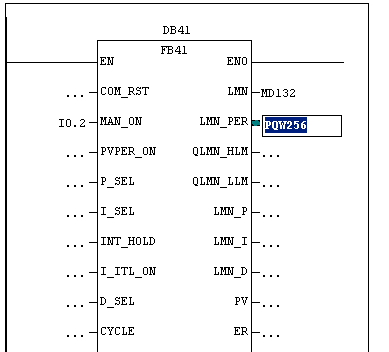 DB41
FB41
EN ENO
... COM_RST LMN MD132
I0.2 MAN_ON LMN_PER PQW256
... PVPER_ON QLMN_HLM ...
... P_SEL QLMN_LLM ...
... I_SEL LMN_P ...
... INT_HOLD LMN_I ...
... I_ITL_ON LMN_D ...
... D_SEL PV ...
... CYCLE ER ...